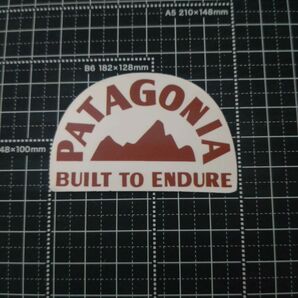 A5 210×148mm
B6 182×128mm
48×100mm
PATAGONIA
BUILT TO ENDURE